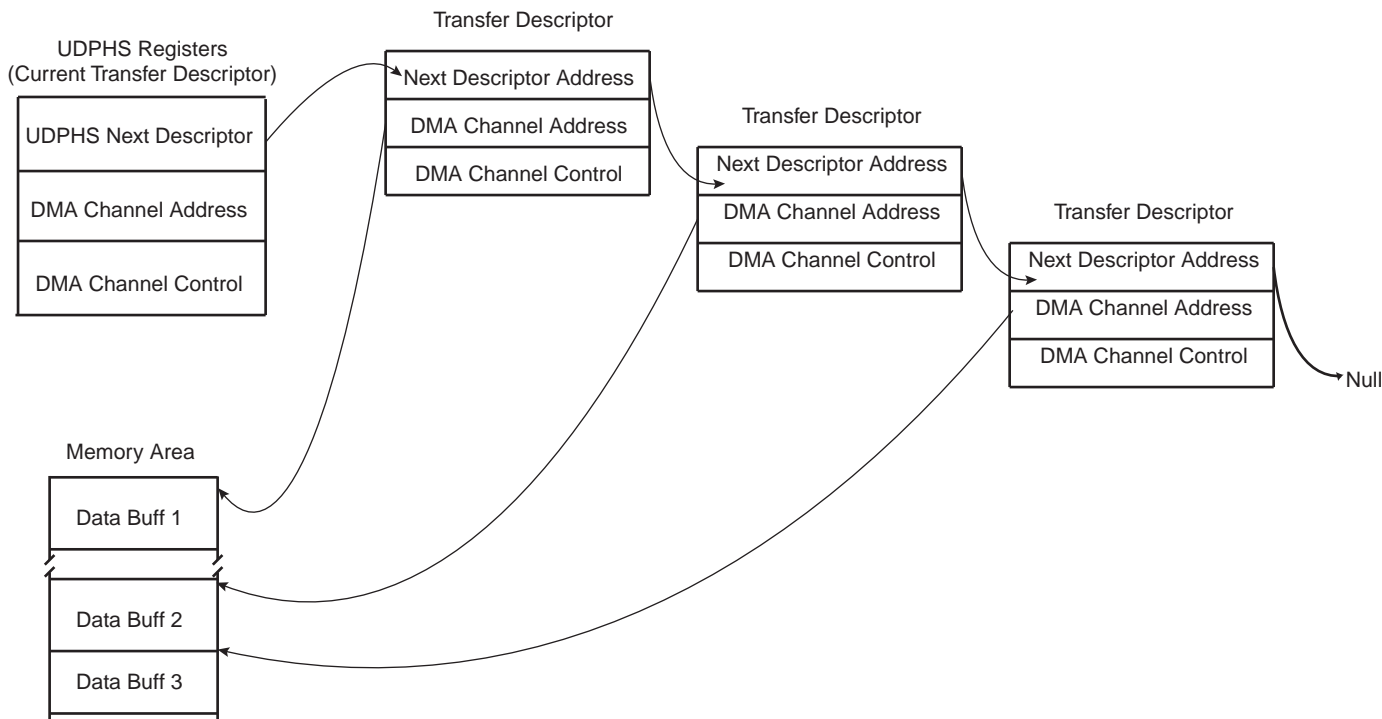 Transfer Descriptor
UDPHS Registers
(Current Transfer Descriptor)
Next Descriptor Address
UDPHS Next Descriptor
DMA Channel Address
DMA Channel Control
Transfer Descriptor
Next Descriptor Address
DMA Channel Address
DMA Channel Control
DMA Channel Address
DMA Channel Control
Transfer Descriptor
Next Descriptor Address
DMA Channel Address
DMA Channel Control
Null
Memory Area
Data Buff 1
Data Buff 2
Data Buff 3